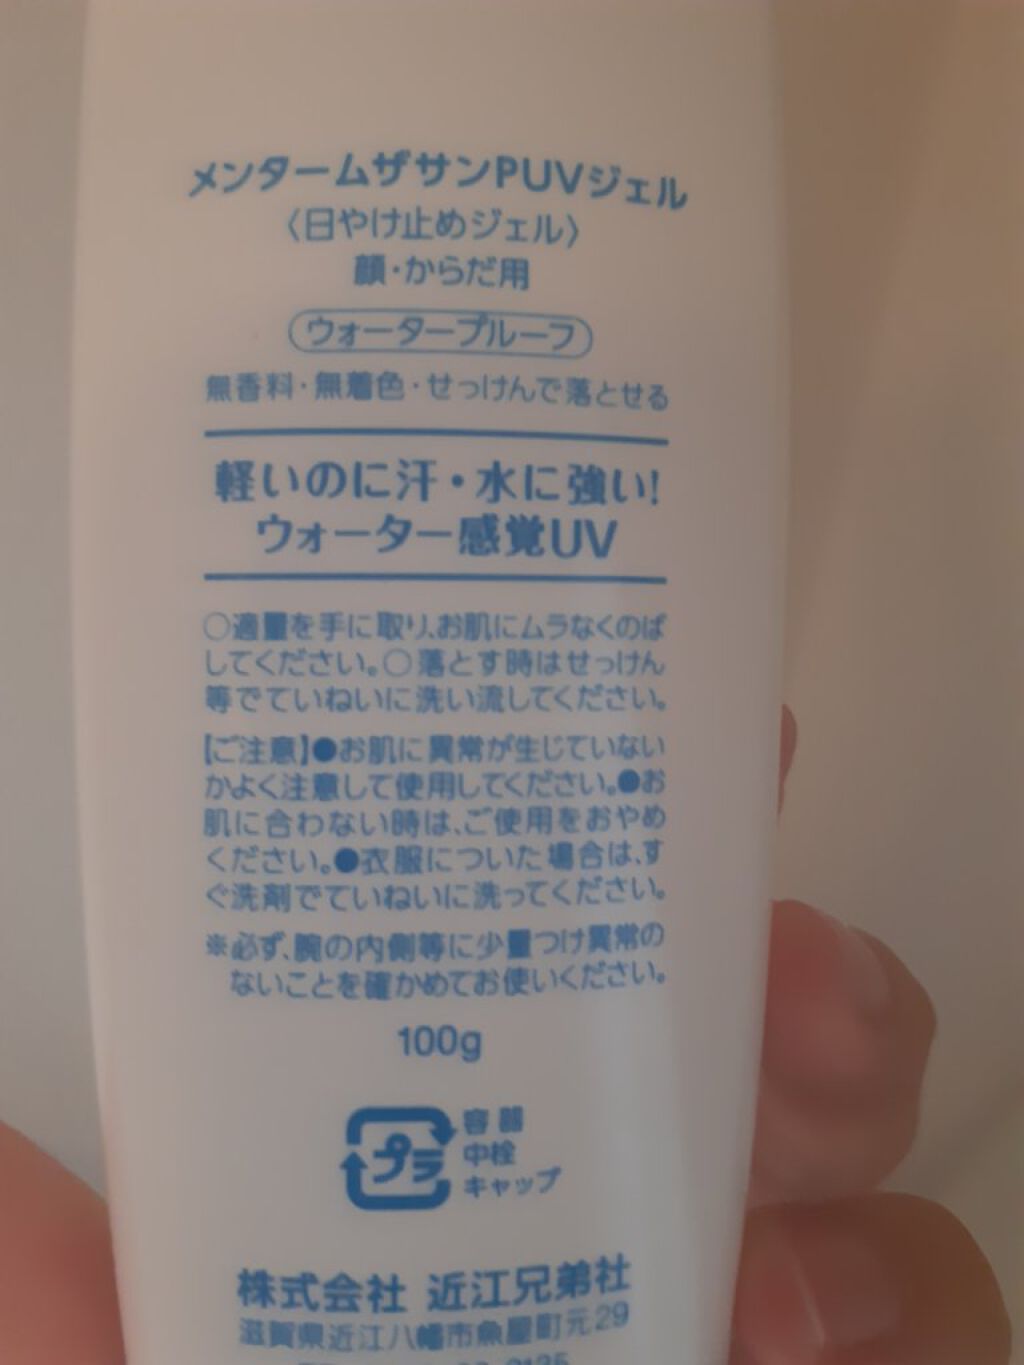 メンタームザサンPUVジェル
〈日やけ止めジェル〉
顔・からだ用
ウォータープルーフ
無香料・無着色・せっけんで落とせる
軽いのに汗・水に強い!
ウォーター感覚UV
○適量を手に取り、お肌にムラなくのば
してください。○落とす時はせっけん
等でていねいに洗い流してください。
【ご注意】●お肌に異常が生じていない
かよく注意して使用してください。●お
肌に合わない時は、ご使用をおやめ
ください。●衣服についた場合は、す
ぐ洗剤でていねいに洗ってください。
※必ず、腕の内側等に少量つけ異常の
ないことを確かめてお使いください。
100g
プラ
容器
中栓
キャップ
株式会社 近江兄弟社
滋賀県近江八幡市魚屋町元29